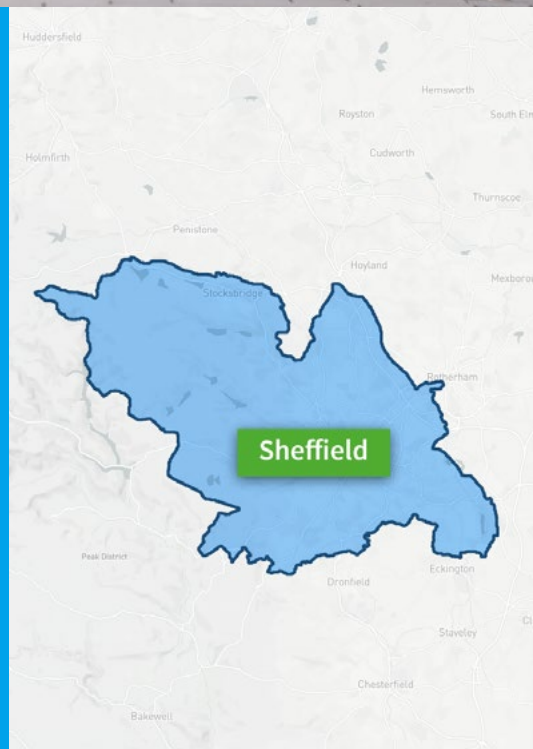 Huddersfield
Hemsworth
Royston
South Elm
Cudworth
Holmfirth
Thurnscoe
Penistone
Hoyland
Mexboro
Stocksbridge
Rotherham
Sheffield
Peak District
Eckington
Dronfield
Staveley
Chesterfield
Bakewell